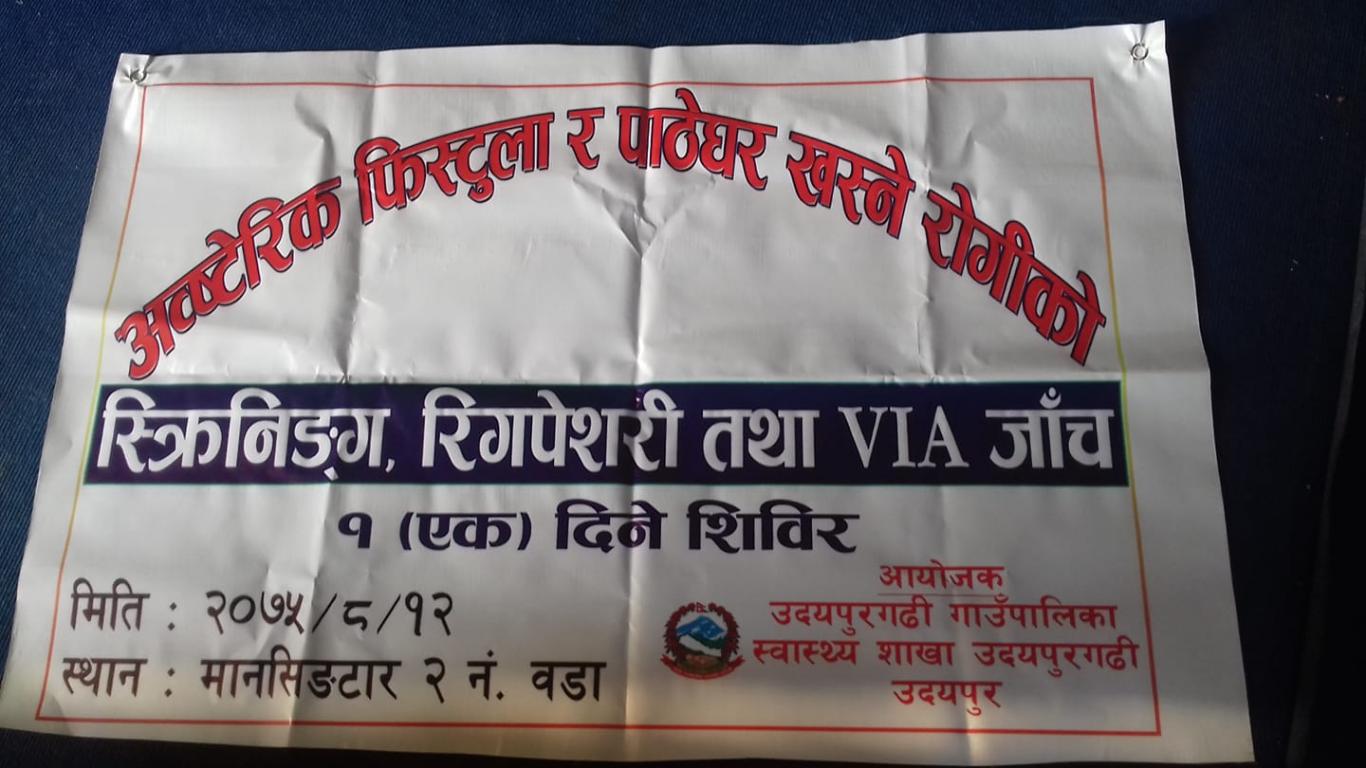 अव्ष्टेरिक फिस्टुला र पाठेघर खस्ने रोगीको
स्क्रिनिङ्ग, रिगपेशरी तथा VIA जाँच
१ (एक) दिने शिविर
मिति : २०७५/८/१२
स्थान : मानसिङटार २ नं. वडा
आयोजक
उदयपुरगढी गाउँपालिका
स्वास्थ्य शाखा उदयपुरगढी
उदयपुर